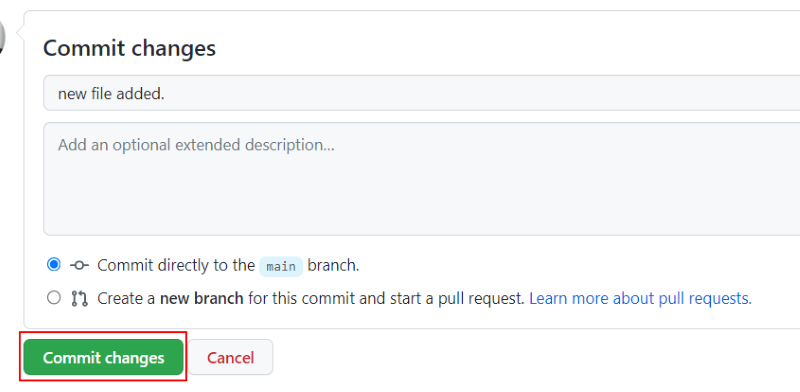 Commit changes
new file added.
Add an optional extended description...
Commit directly to the main branch.
Create a new branch for this commit and start a pull request. Learn more about pull requests.
Commit changes Cancel